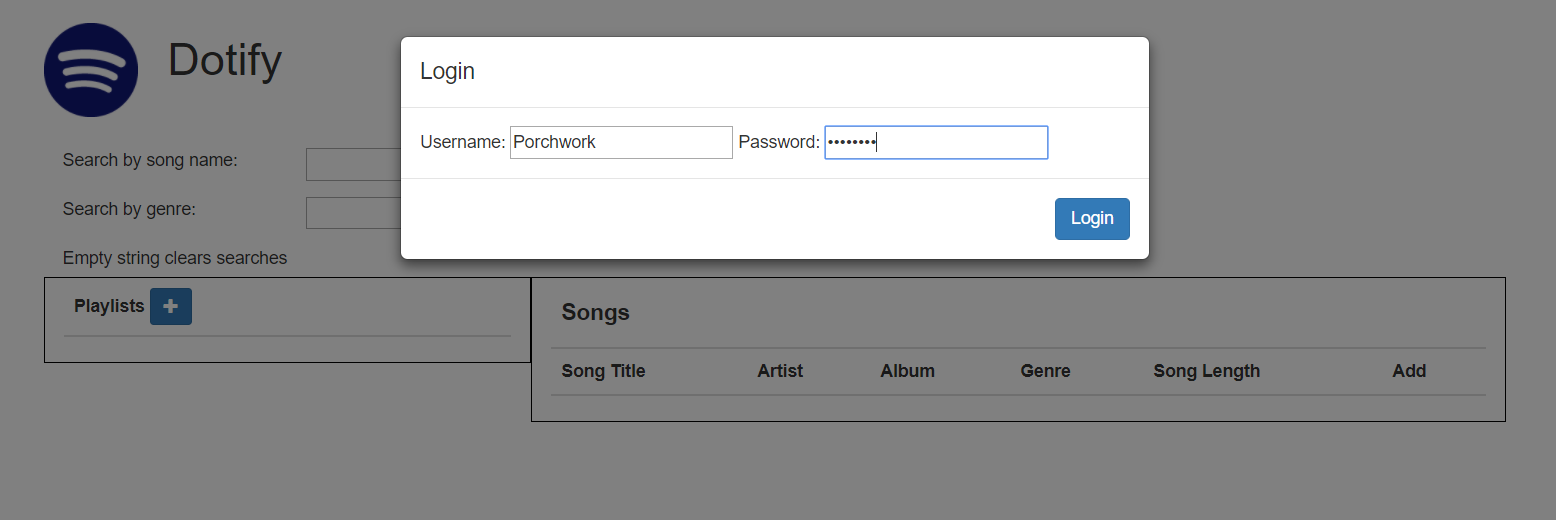 Dotify
Login
Username: Porchwork Password: ••••••••
Login
Search by song name:
Search by genre:
Empty string clears searches
Playlists
Songs
Song Title Artist Album Genre Song Length Add